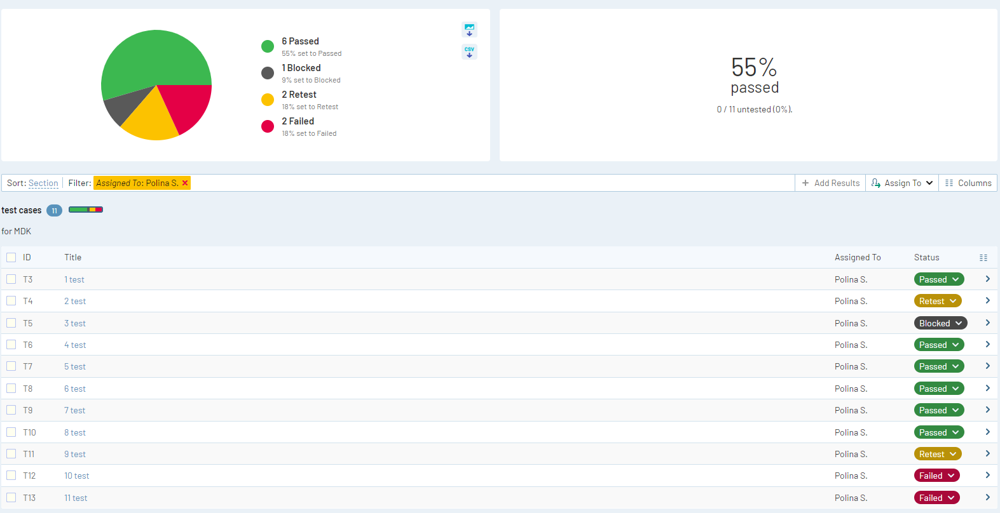 6 Passed
55% set to Passed
1 Blocked
9% set to Blocked
2 Retest
18% set to Retest
2 Failed
18% set to Failed
CSV
55%
passed
0 / 11 untested (0%).
Sort: Section Filter: Assigned To: Polina S. Add Results Assign To Columns
test cases 11
for MDK
ID Title Assigned To Status
T3 1 test Polina S. Passed
T4 2 test Polina S. Retest
T5 3 test Polina S. Blocked
T6 4 test Polina S. Passed
T7 5 test Polina S. Passed
T8 6 test Polina S. Passed
T9 7 test Polina S. Passed
T10 8 test Polina S. Passed
T11 9 test Polina S. Retest
T12 10 test Polina S. Failed
T13 11 test Polina S. Failed